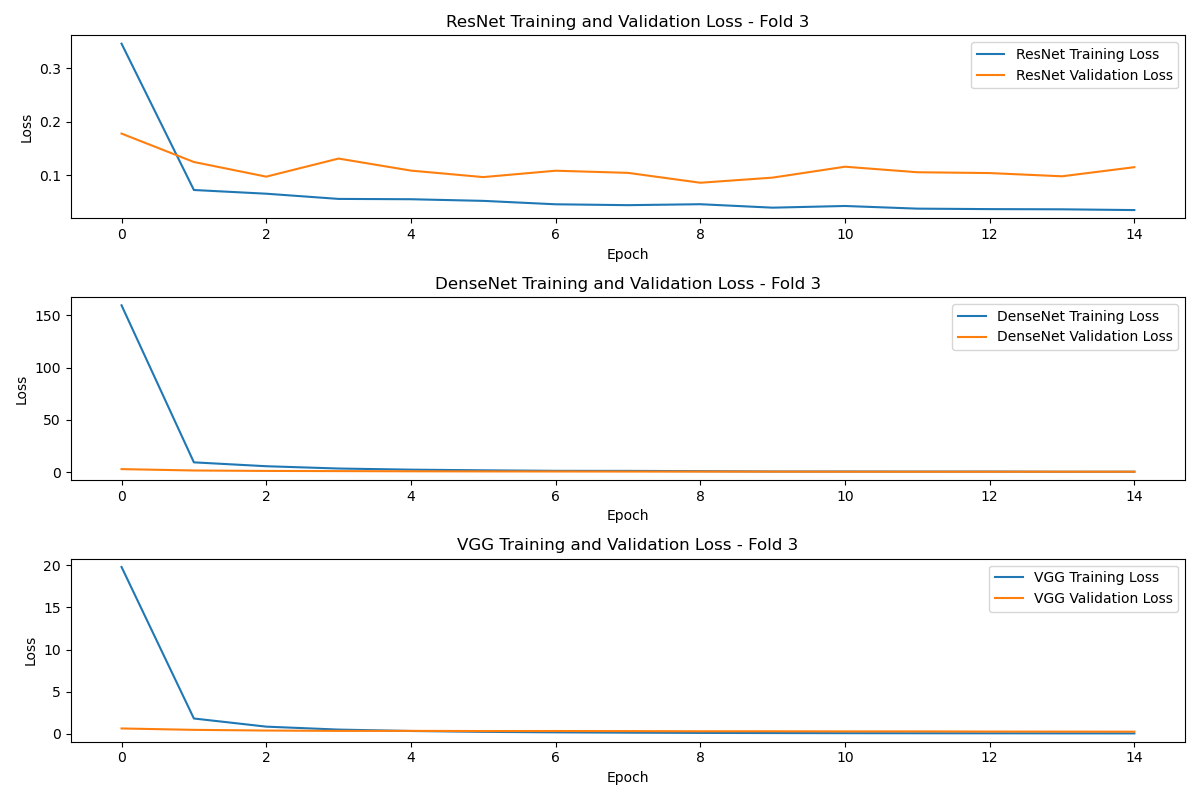 ResNet Training and Validation Loss - Fold 3
ResNet Training Loss
ResNet Validation Loss
0.3
0.2
0.1
Loss
0 2 4 6 8 10 12 14
Epoch
DenseNet Training and Validation Loss - Fold 3
DenseNet Training Loss
DenseNet Validation Loss
150
100
50
0
Loss
0 2 4 6 8 10 12 14
Epoch
VGG Training and Validation Loss - Fold 3
VGG Training Loss
VGG Validation Loss
20
15
10
5
0
Loss
0 2 4 6 8 10 12 14
Epoch